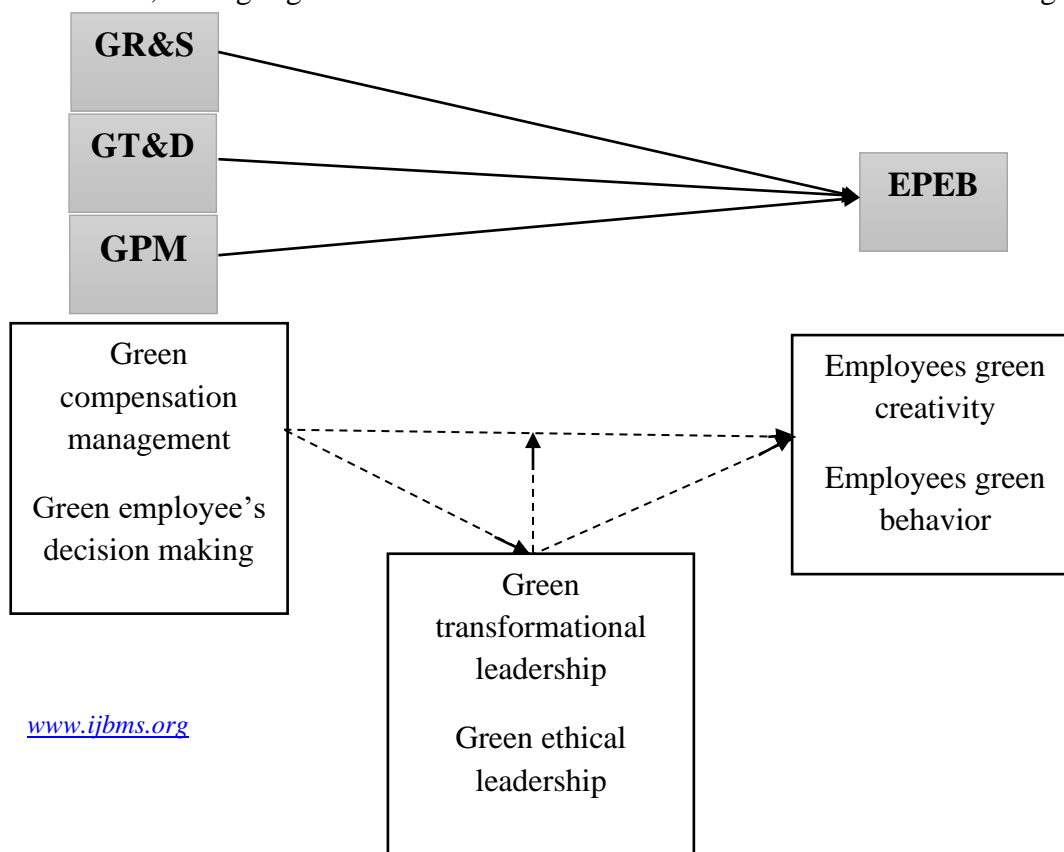 GR&S
GT&D
GPM
EPEB
Green
compensation
management
Green employee's
decision making
Employees green
creativity
Employees green
behavior
Green
transformational
leadership
Green ethical
leadership
www.ijbms.org